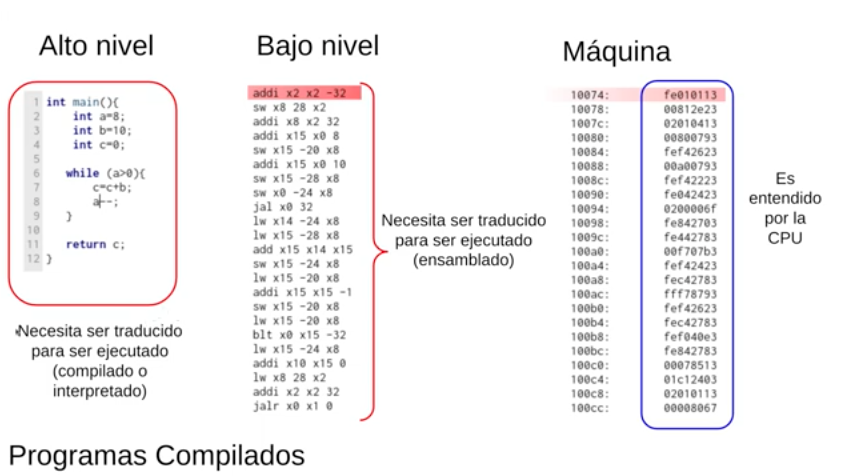 Alto nivel
1 int main(){
2 int a=8;
3 int b=10;
4 int c=0;
5
6 while (a>0){
7 c=c+b;
8 a--;
9 }
10
11 return c;
12 }
Necesita ser traducido
para ser ejecutado
(compilado o
interpretado)
Bajo nivel
addi x2 x2 -32
sw x8 28 x2
addi x8 x2 32
addi x15 x0 8
sw x15 -20 x8
addi x15 x0 10
sw x15 -28 x8
sw x0 -24 x8
jal x0 32
lw x14 -24 x8
lw x15 -28 x8
add x15 x14 x15
sw x15 -24 x8
lw x15 -20 x8
addi x15 x15 -1
sw x15 -20 x8
lw x15 -20 x8
blt x0 x15 -32
lw x15 -24 x8
addi x10 x15 0
lw x8 28 x2
addi x2 x2 32
jalr x0 x1 0
Necesita ser traducido
para ser ejecutado
(ensamblado)
Máquina
10074: fe010113
10078: 00812e23
1007c: 02010413
10080: 00800793
10084: fef42623
10088: 00a00793
1008c: fef42223
10090: fe042423
10094: 0200006f
10098: fe842703
1009c: fe442783
100a0: 00f707b3
100a4: fef42423
100a8: fec42783
100ac: fff78793
100b0: fef42623
100b4: fec42783
100b8: fef040e3
100bc: fe842783
100c0: 00078513
100c4: 01c12403
100c8: 02010113
100cc: 00008067
Es
entendido
por la
CPU
Programas Compilados